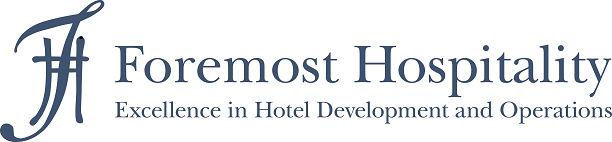 Foremost Hospitality
Excellence in Hotel Development and Operations